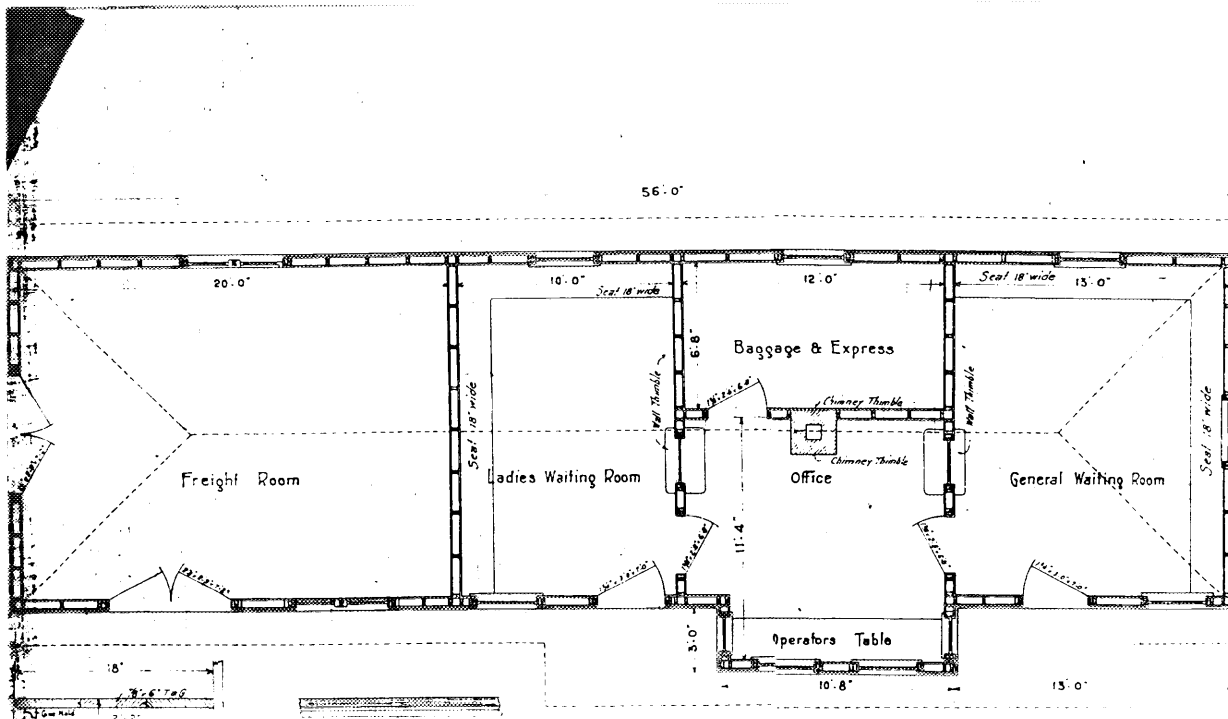 56'-0"
20'-0"
10'-0"
12'-0"
13'-0"
Seat 18" wide
Seat 18" wide
6'-8"
Baggage & Express
Wall Thimble
Chimney Thimble
Wall Thimble
Seat 18" wide
Seat 18" wide
Chimney Thimble
Freight Room
Ladies Waiting Room
Office
General Waiting Room
11'-4"
3'-0"
Operators Table
18"
10'-8"
13'-0"